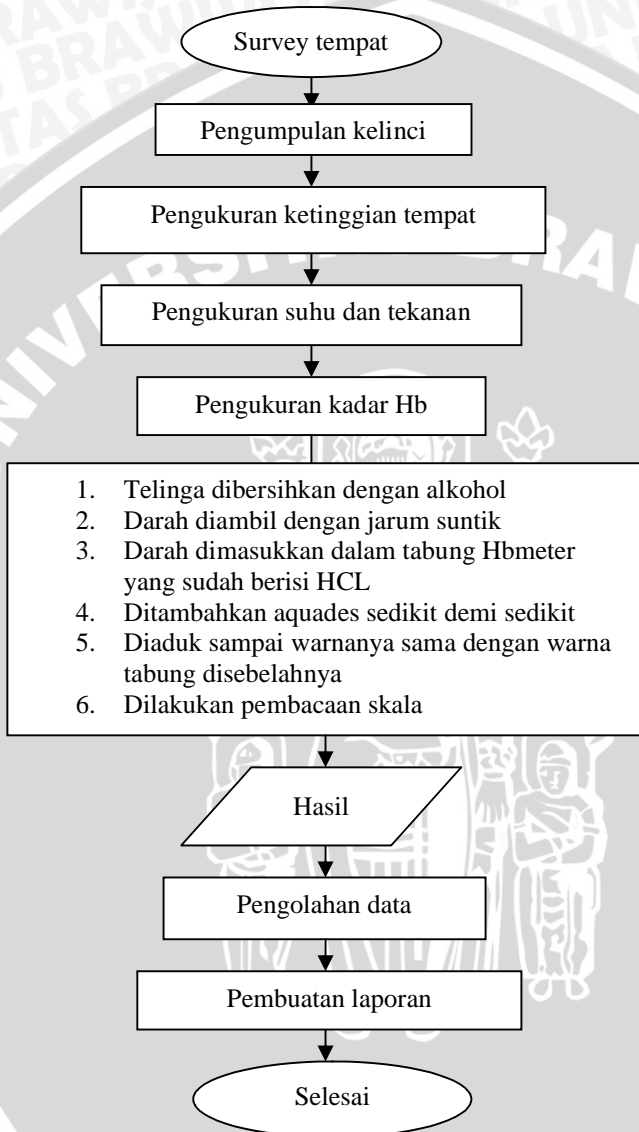 Survey tempat
Pengumpulan kelinci
Pengukuran ketinggian tempat
Pengukuran suhu dan tekanan
Pengukuran kadar Hb
1. Telinga dibersihkan dengan alkohol
2. Darah diambil dengan jarum suntik
3. Darah dimasukkan dalam tabung Hbmeter
yang sudah berisi HCL
4. Ditambahkan aquades sedikit demi sedikit
5. Diaduk sampai warnanya sama dengan warna
tabung disebelahnya
6. Dilakukan pembacaan skala
Hasil
Pengolahan data
Pembuatan laporan
Selesai